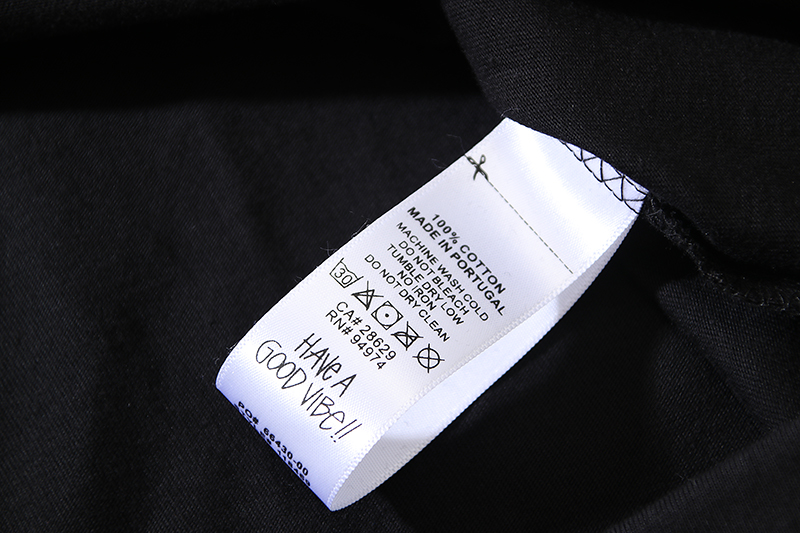 100% COTTON
MADE IN PORTUGAL
MACHINE WASH COLD
DO NOT BLEACH
TUMBLE DRY LOW
NO IRON
DO NOT DRY CLEAN
30
CA# 28629
RN# 94974
HAVE A
GOOD VIBE!!
PO# 66430-00